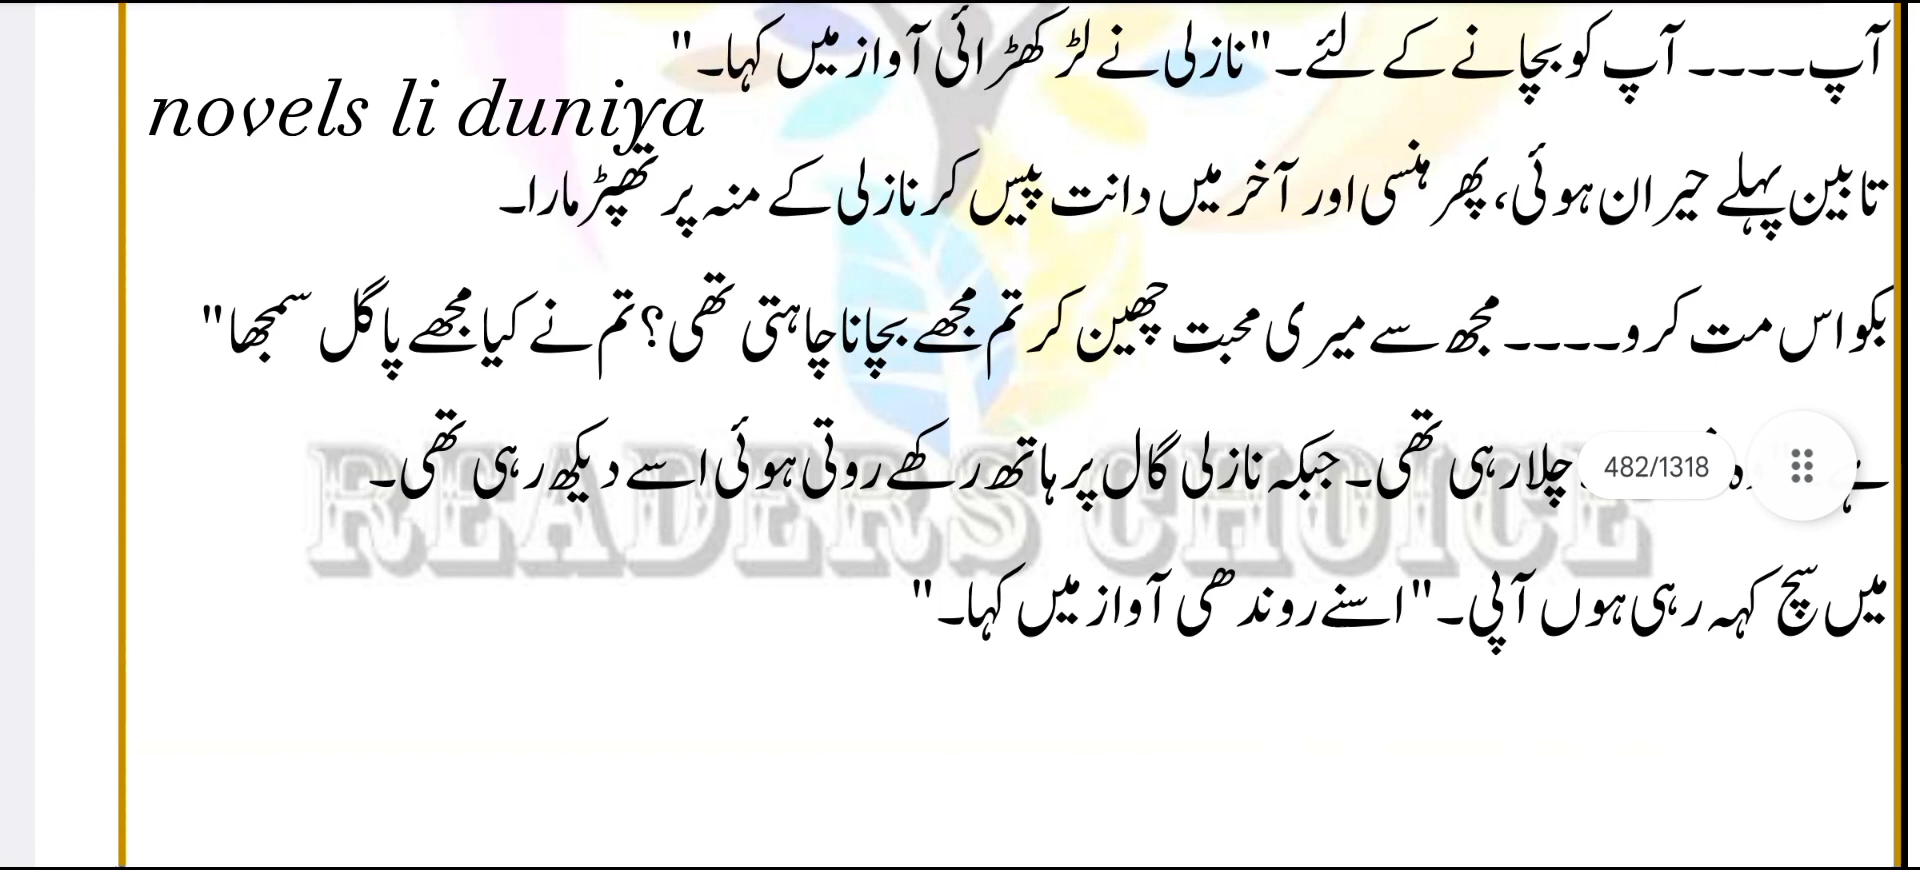 آپ ۔۔۔۔ آپ کو بچانے کے لئے۔"نازلی نے لڑکھڑائی آواز میں کہا۔"
novels li duniya
تابین پہلے حیران ہوئی، پھر ہنسی اور آخر میں دانت پیس کر نازلی کے منہ پر تھپڑ مارا۔
بکواس مت کرو۔۔۔۔ مجھ سے میری محبت چھین کر تم مجھے بچانا چاہتی تھی؟ تم نے کیا مجھے پاگل سمجھا"
ہے چلا رہی تھی۔ جبکہ نازلی گال پر ہاتھ رکھے روتی ہوئی اسے دیکھ رہی تھی۔
482/1318
READERS CHOICE
میں سچ کہہ رہی ہوں آپی۔"اسنے روندھی آواز میں کہا۔"